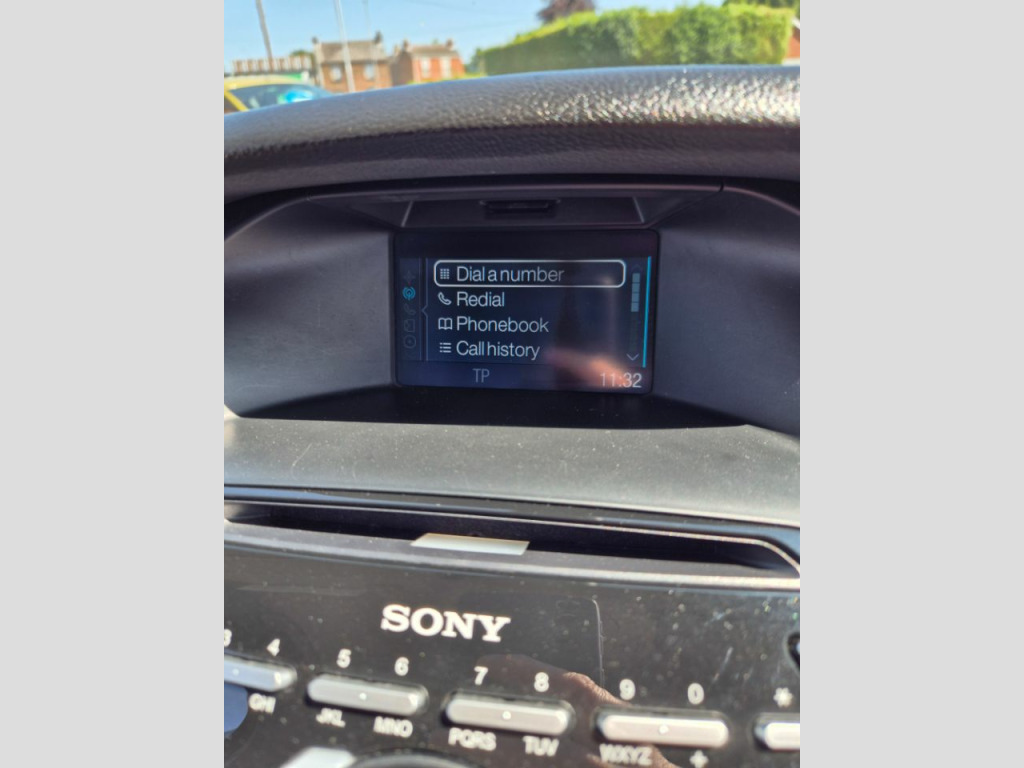 Dial a number
Redial
Phonebook
Call history
TP
11:32
SONY
3 4 5 6 7 8 9 0 *
GHI JKL MNO PQRS TUV WXYZ +